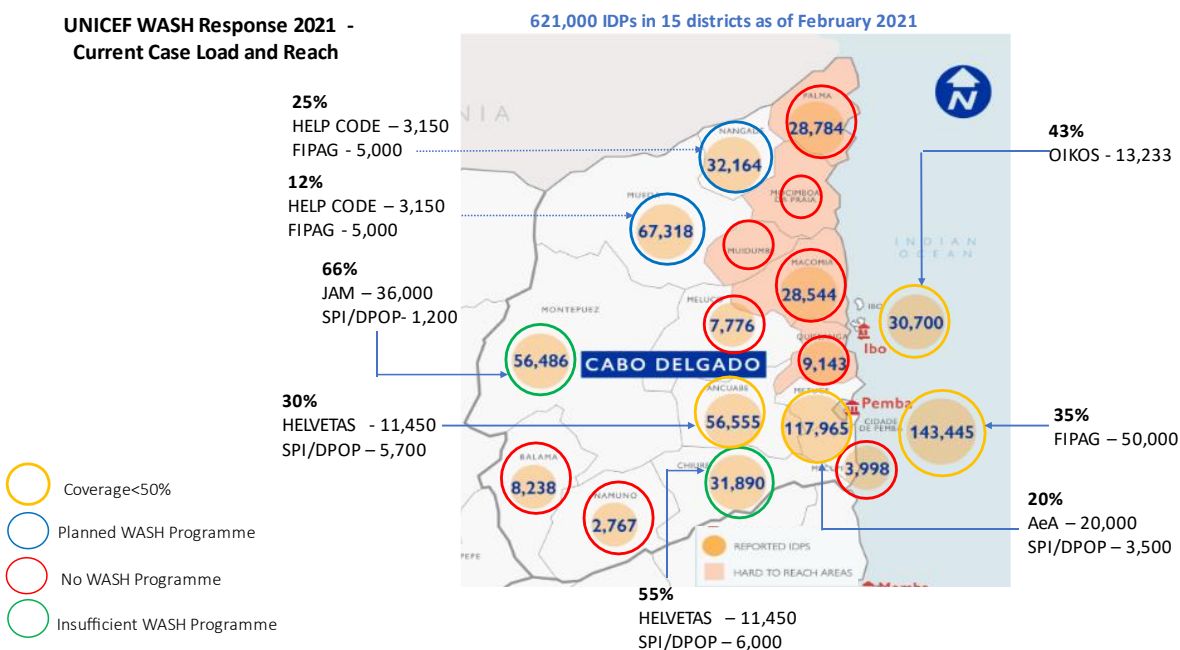 UNICEF WASH Response 2021 -
Current Case Load and Reach
621,000 IDPs in 15 districts as of February 2021
25%
HELP CODE – 3,150
FIPAG - 5,000
12%
HELP CODE – 3,150
FIPAG - 5,000
66%
JAM – 36,000
SPI/DPOP- 1,200
30%
HELVETAS - 11,450
SPI/DPOP – 5,700
Coverage<50%
Planned WASH Programme
No WASH Programme
Insufficient WASH Programme
NIA
N
PALMA
28,784
NANGADE
32,164
MOCIMBOA
DA PRAIA
MUEDA
67,318
MUIDUMBE
INDIAN
OCEAN
MACOMIA
28,544
MONTEPUEZ
MELUCO
7,776
IBO
30,700
Ibo
56,486
CABO DELGADO
QUISSANGA
9,143
ANCUABE
56,555
METUGE
117,965
Pemba
CIDADE
DE PEMBA
143,445
BALAMA
8,238
CHIURE
31,890
3,998
NAMUNO
2,767
REPORTED IDPS
HARD TO REACH AREAS
43%
OIKOS - 13,233
35%
FIPAG – 50,000
20%
AeA – 20,000
SPI/DPOP – 3,500
55%
HELVETAS – 11,450
SPI/DPOP – 6,000